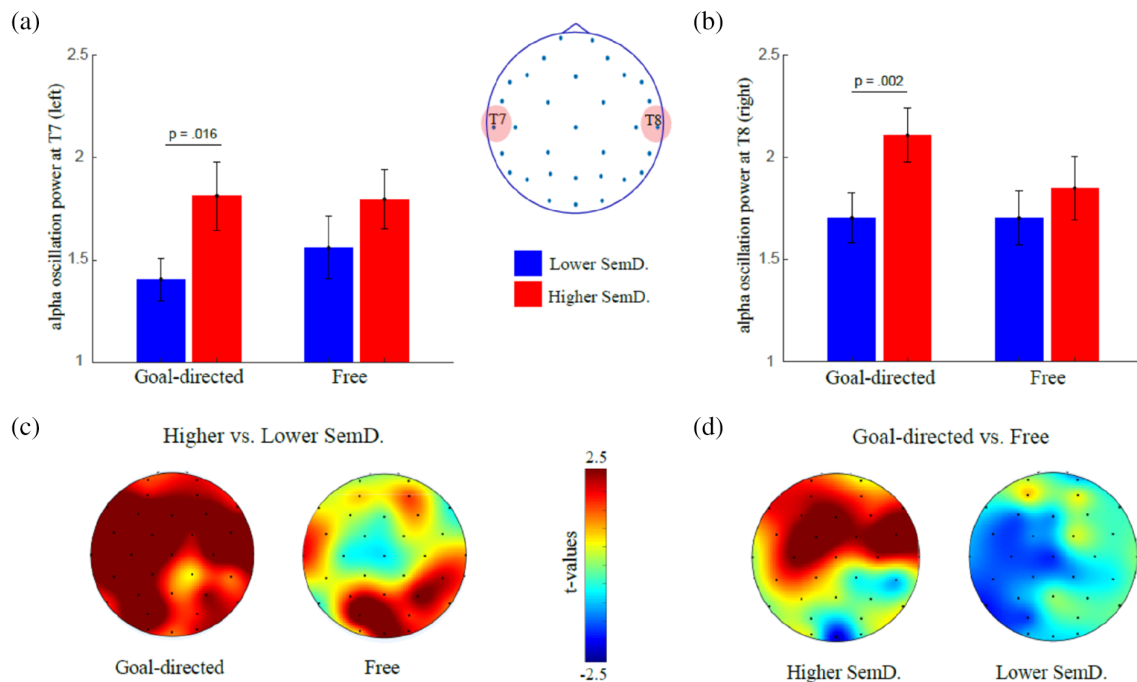 (a)
alpha oscillation power at T7 (left)
2.5
2
1.5
1
p = .016
Goal-directed
Free
T7
T8
Lower SemD.
Higher SemD.
(b)
alpha oscillation power at T8 (right)
2.5
2
1.5
1
p = .002
Goal-directed
Free
(c)
Higher vs. Lower SemD.
Goal-directed
Free
2.5
t-values
-2.5
(d)
Goal-directed vs. Free
Higher SemD.
Lower SemD.